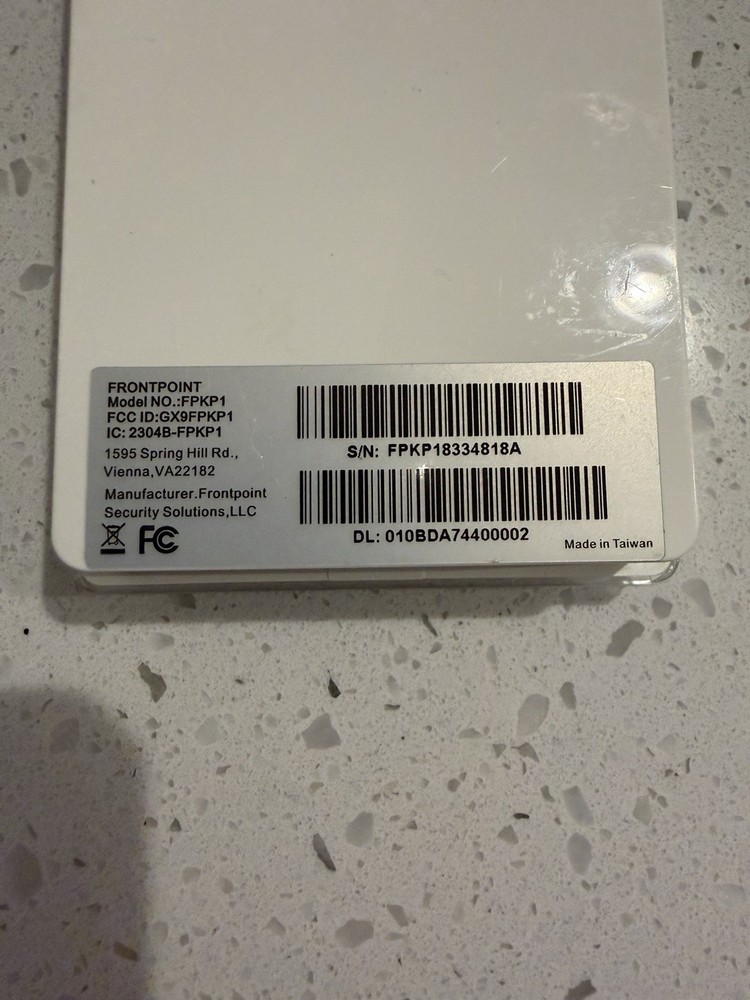 FRONTPOINT
Model NO.:FPKP1
FCC ID:GX9FPKP1
IC: 2304B-FPKP1
1595 Spring Hill Rd.,
Vienna,VA22182
Manufacturer.Frontpoint
Security Solutions,LLC
FC
S/N: FPKP18334818A
DL: 010BDA74400002
Made in Taiwan